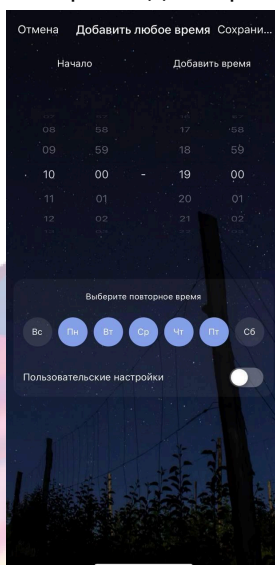 Отмена Добавить любое время Сохрани...
Начало Добавить время
08 58 17 58
09 59 18 59
10 00 - 19 00
11 01 20 01
12 02 21 02
Выберите повторное время
Вс Пн Вт Ср Чт Пт Сб
Пользовательские настройки